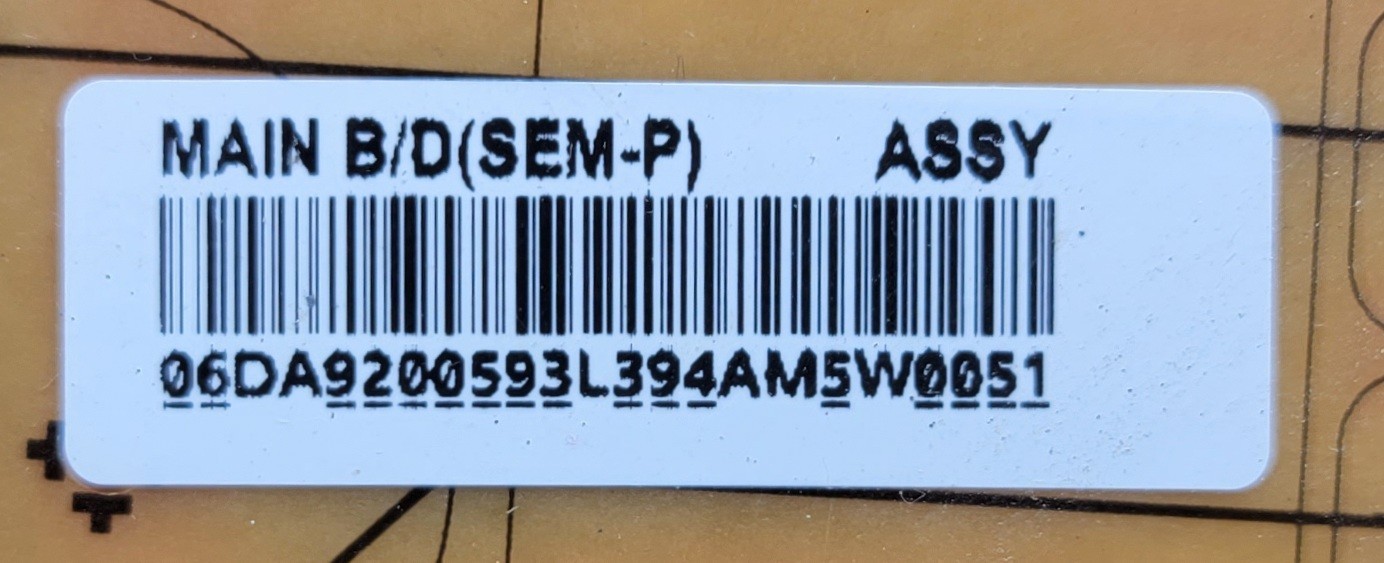 MAIN B/D(SEM-P) ASSY
06DA9200593L394AM5W0051